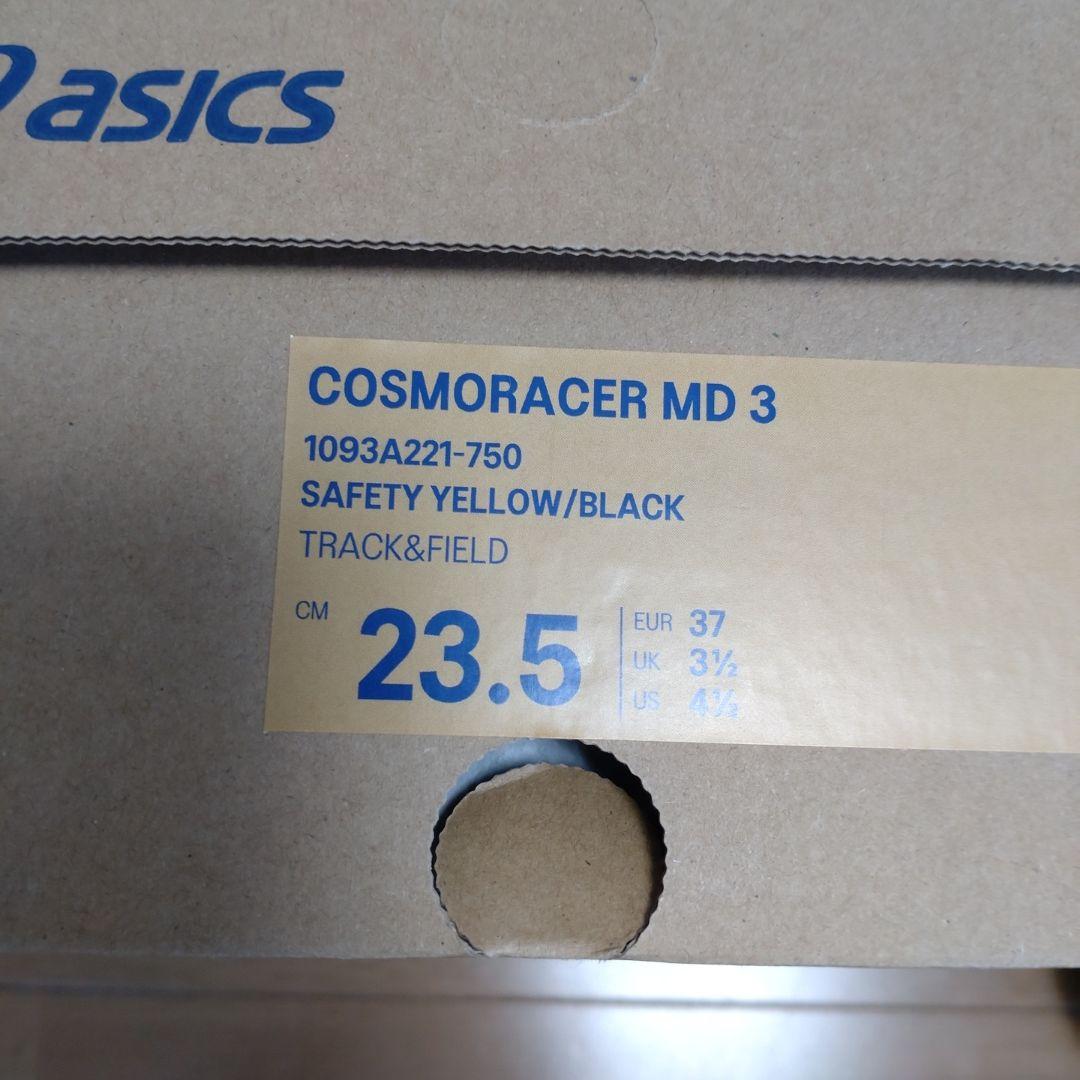 asics
COSMORACER MD 3
1093A221-750
SAFETY YELLOW/BLACK
TRACK&FIELD
CM 23.5
EUR 37
UK 3½
US 4½